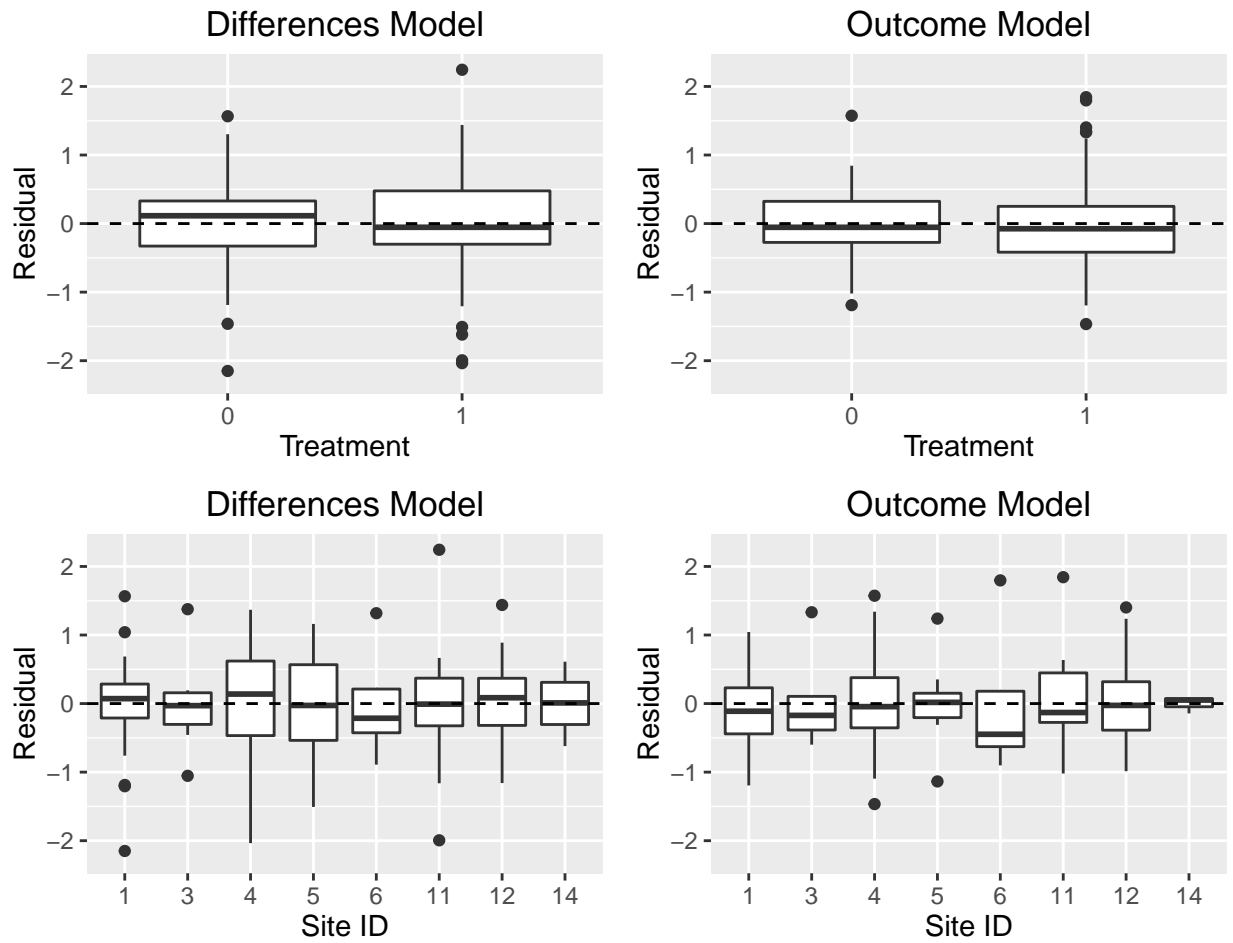 Differences Model
2
1
0
−1
−2
Residual
0 1
Treatment
Outcome Model
2
1
0
−1
−2
Residual
0 1
Treatment
Differences Model
2
1
0
−1
−2
Residual
1 3 4 5 6 11 12 14
Site ID
Outcome Model
2
1
0
−1
−2
Residual
1 3 4 5 6 11 12 14
Site ID